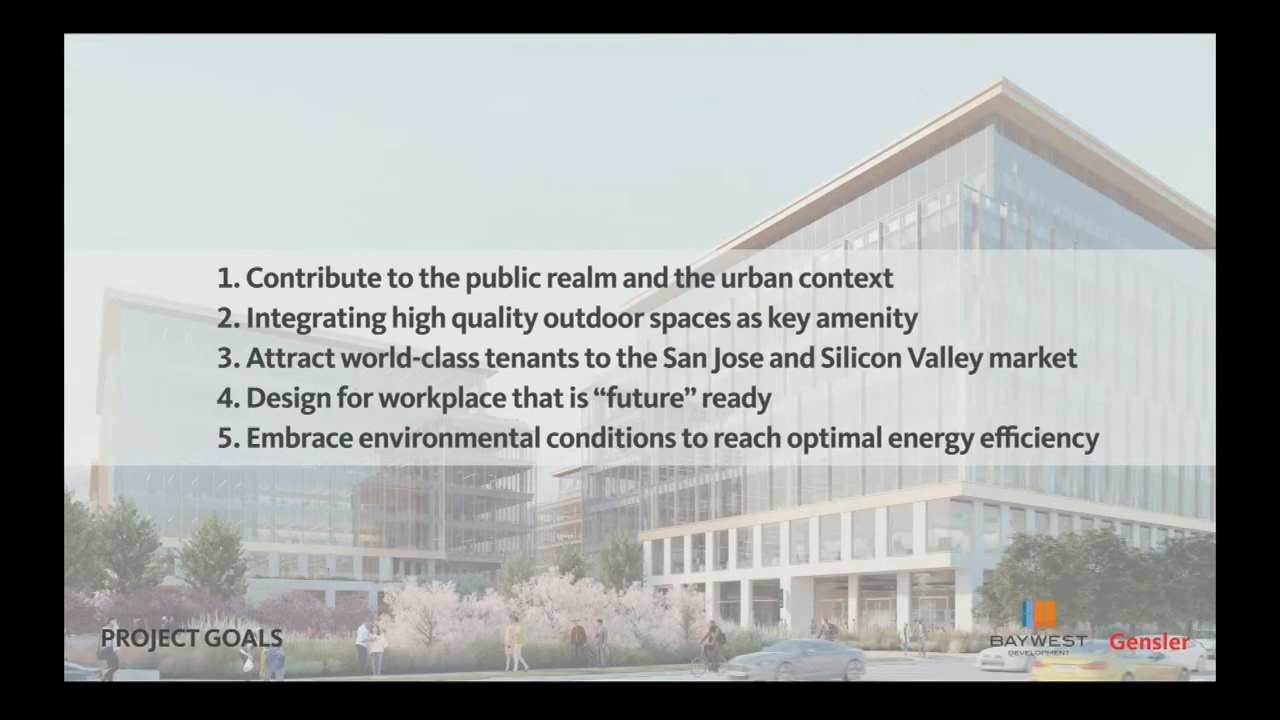 1. Contribute to the public realm and the urban context
2. Integrating high quality outdoor spaces as key amenity
3. Attract world-class tenants to the San Jose and Silicon Valley market
4. Design for workplace that is “future” ready
5. Embrace environmental conditions to reach optimal energy efficiency
PROJECT GOALS
BAYWEST
DEVELOPMENT
Gensler